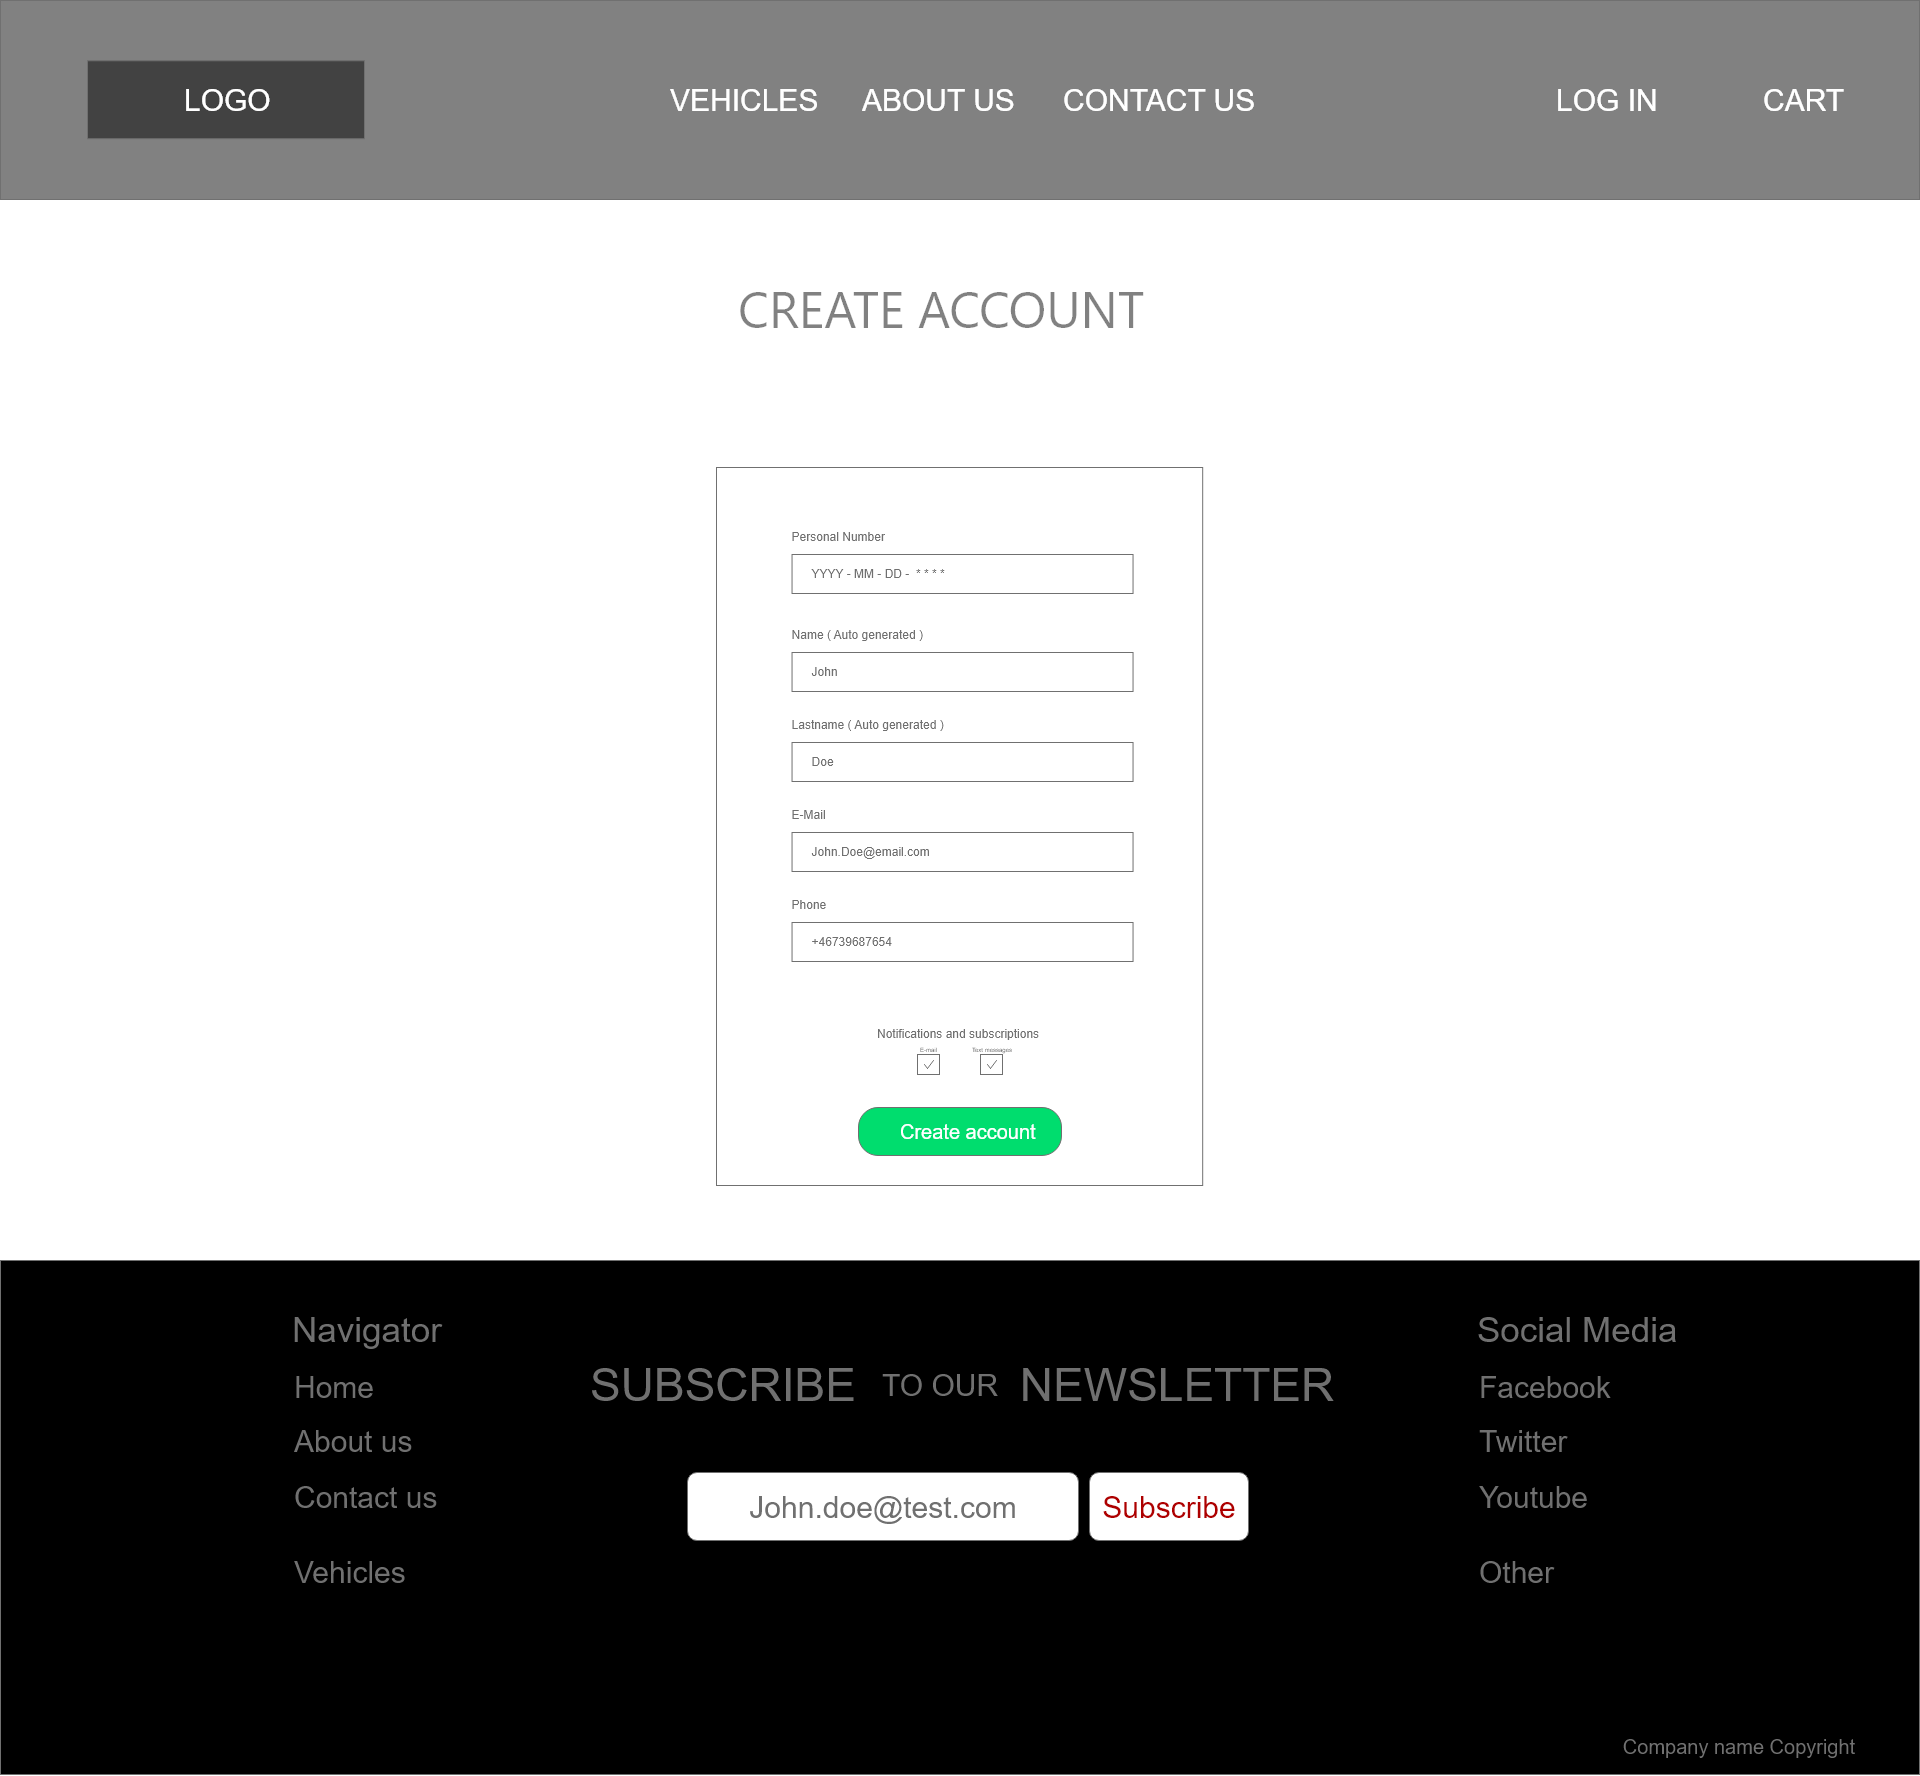 LOGO
VEHICLES ABOUT US CONTACT US LOG IN CART
CREATE ACCOUNT
Personal Number
YYYY - MM - DD - * * * *
Name ( Auto generated )
John
Lastname ( Auto generated )
Doe
E-Mail
John.Doe@email.com
Phone
+46739687654
Notifications and subscriptions
E-mail Text messages
Create account
Navigator
Home
About us
Contact us
Vehicles
SUBSCRIBE TO OUR NEWSLETTER
John.doe@test.com Subscribe
Social Media
Facebook
Twitter
Youtube
Other
Company name Copyright